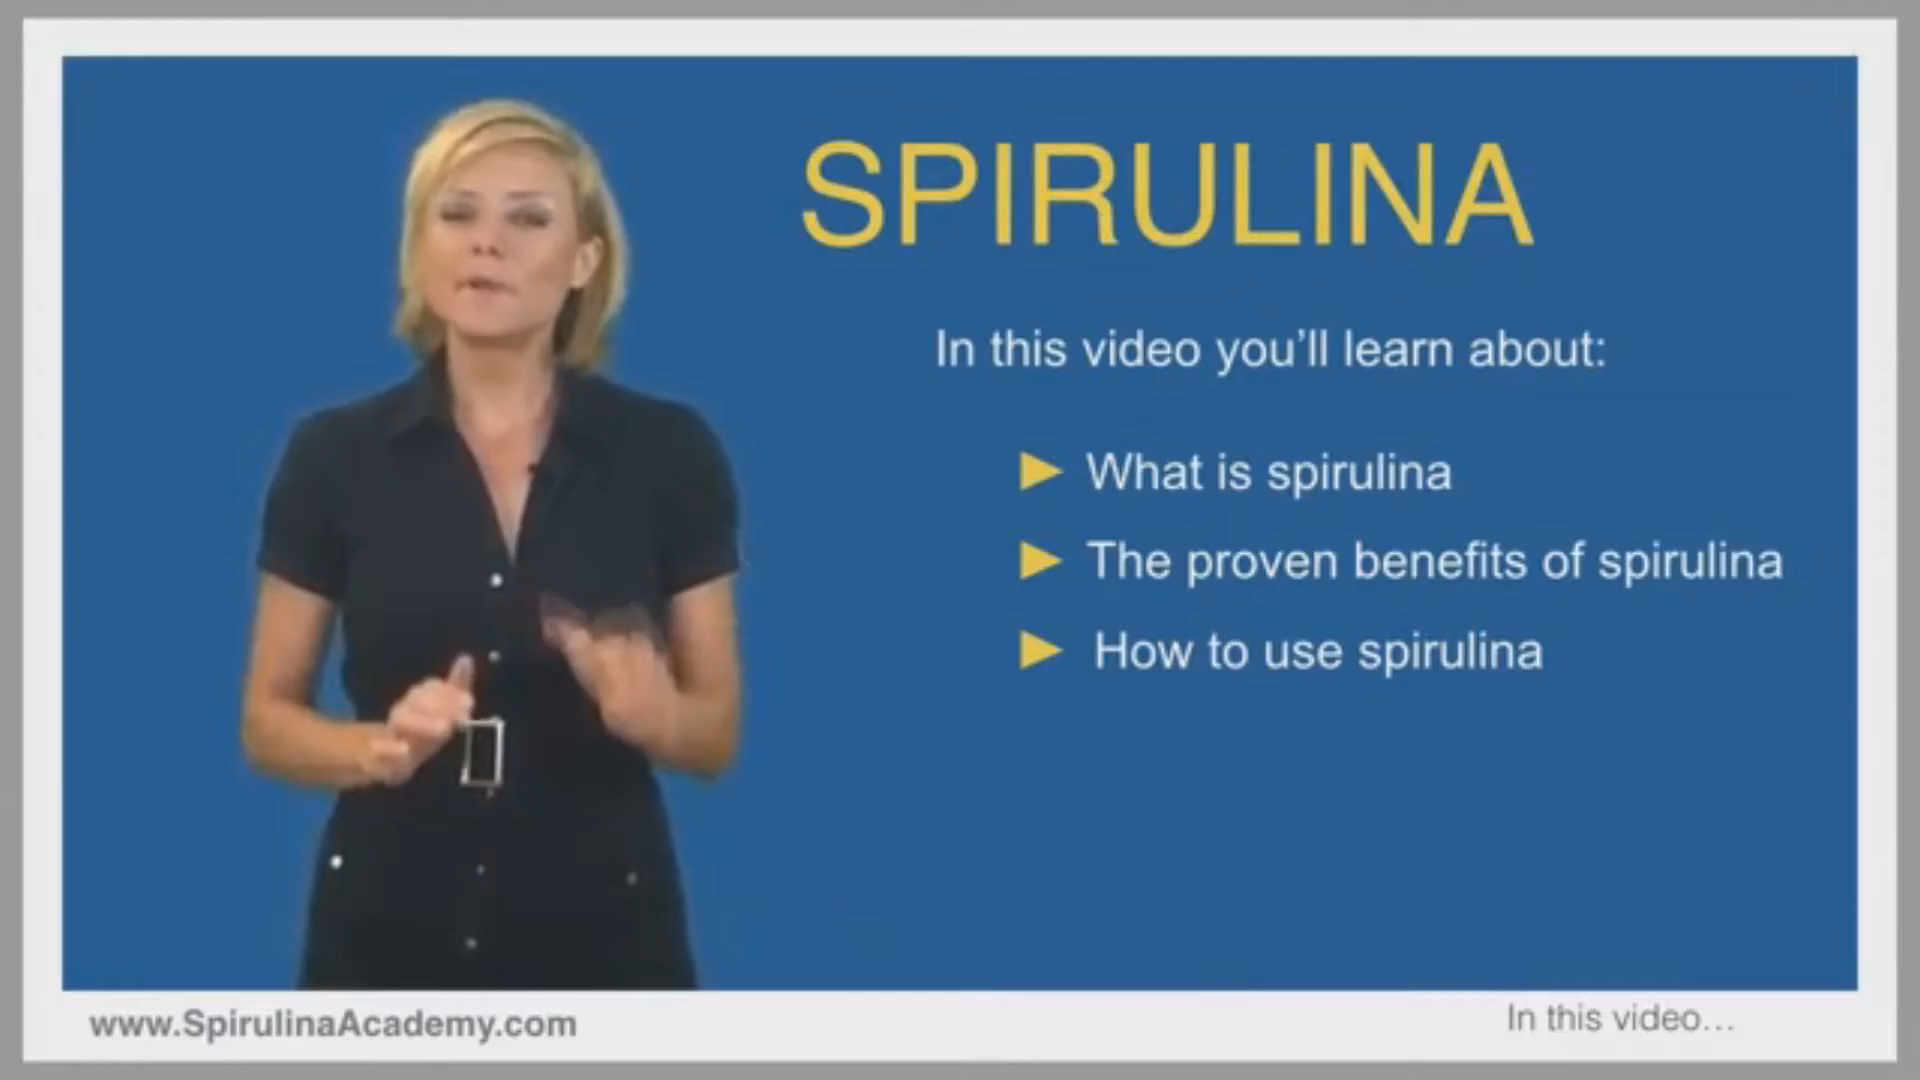 SPIRULINA
In this video you'll learn about:
What is spirulina
The proven benefits of spirulina
How to use spirulina
www.SpirulinaAcademy.com
In this video...